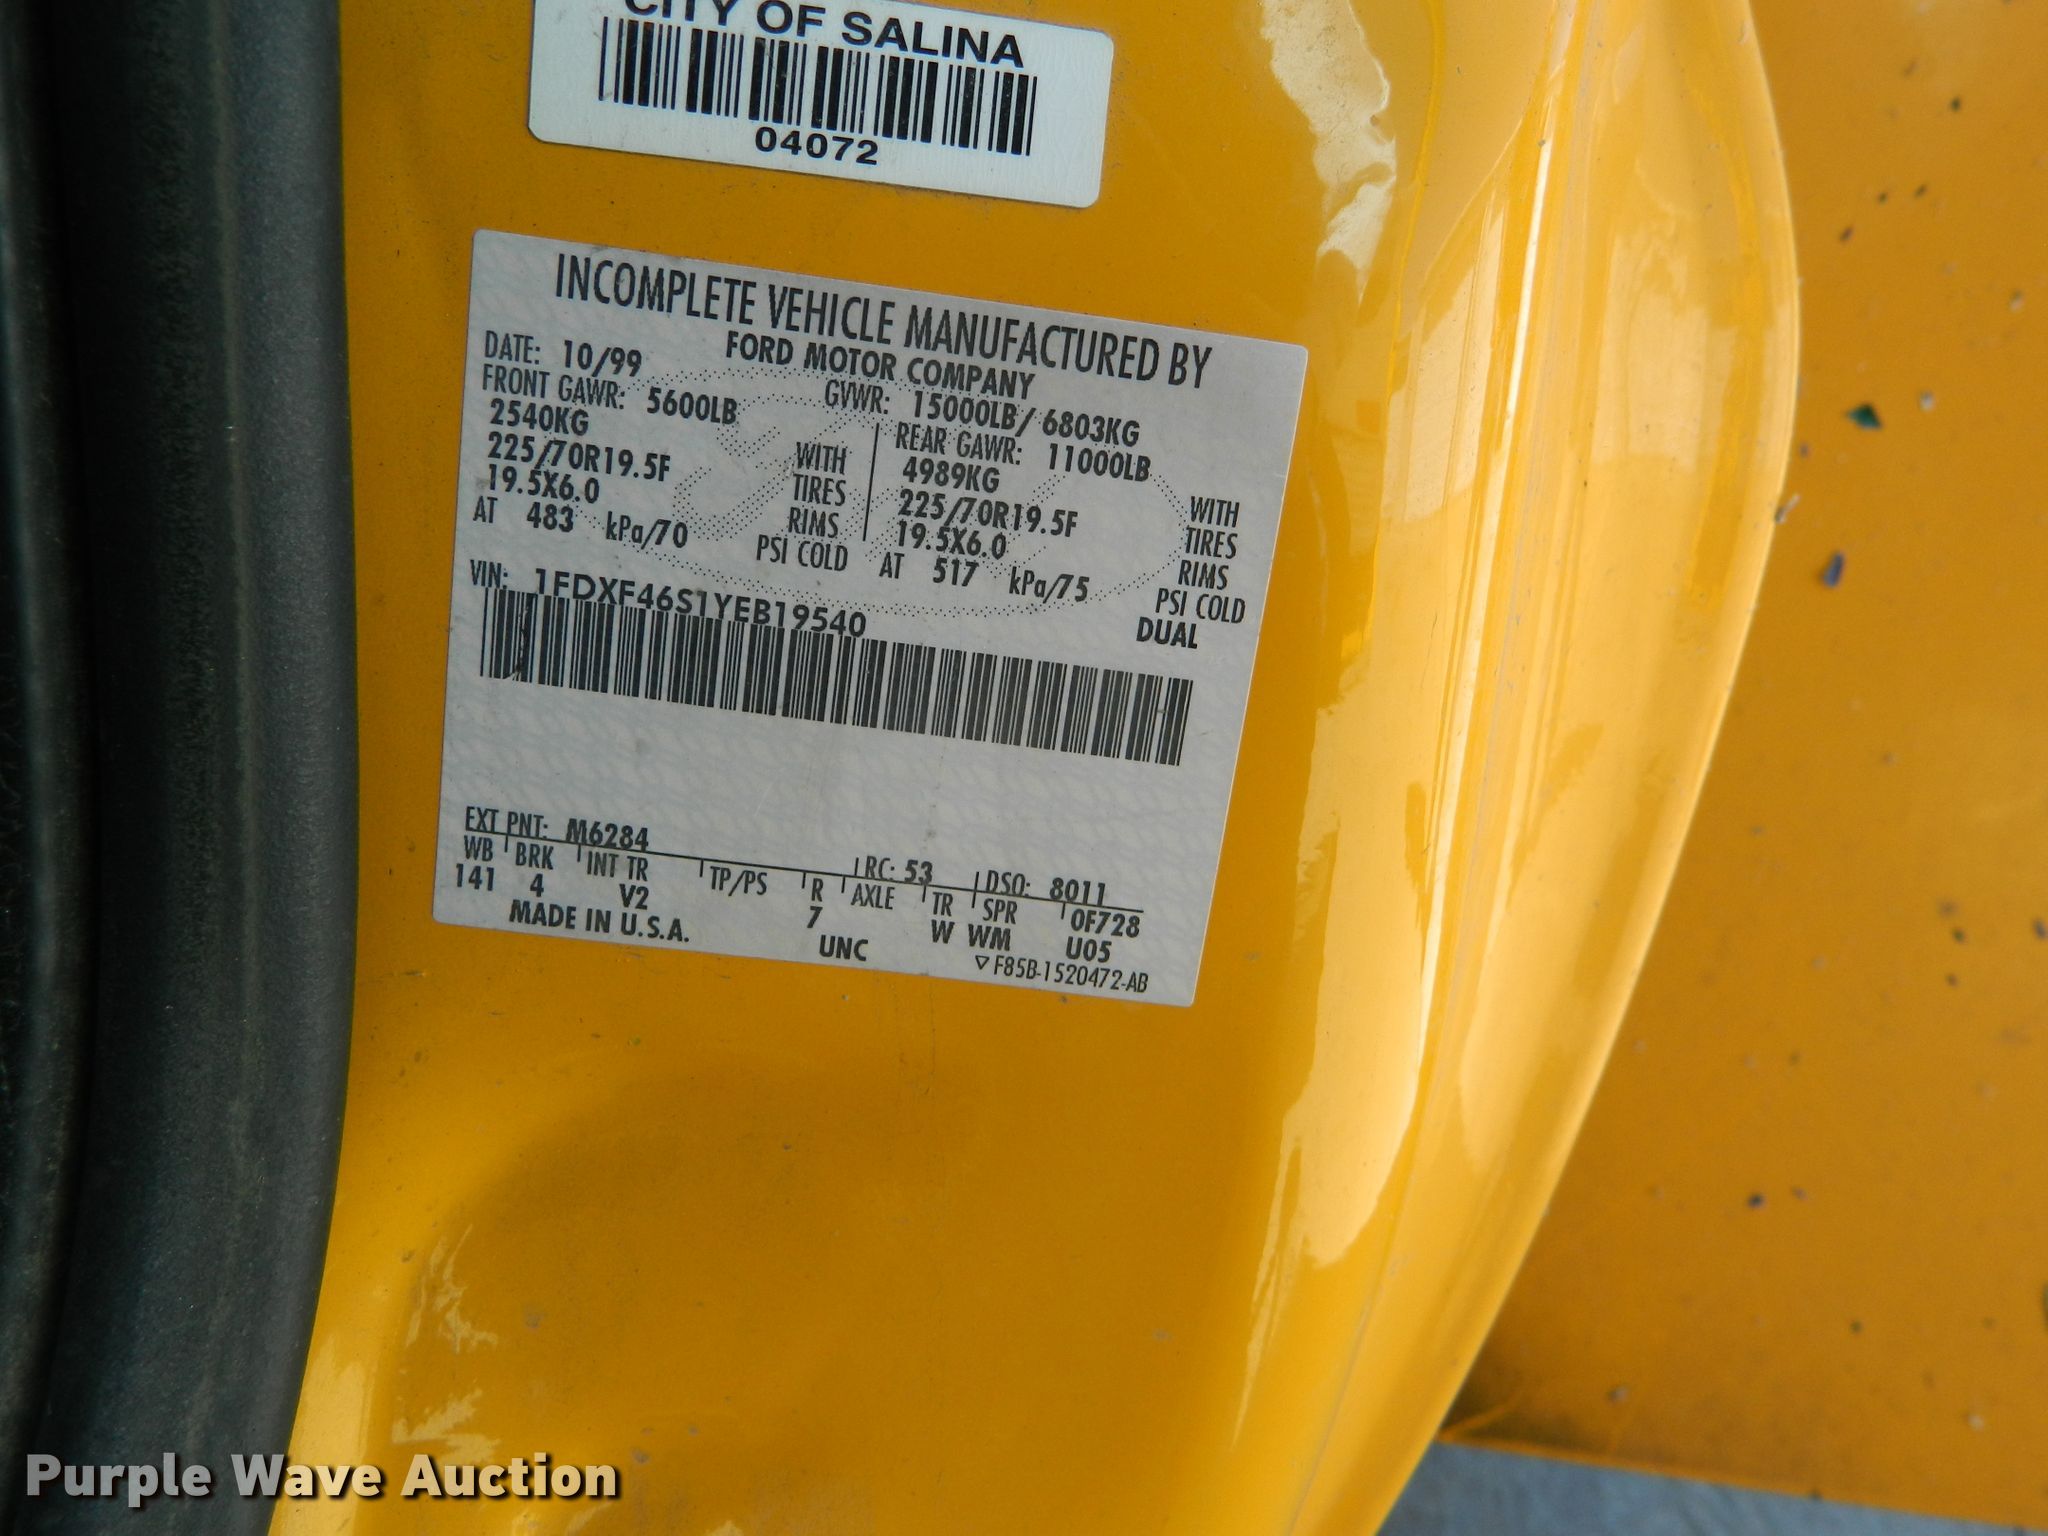 CITY OF SALINA
04072
INCOMPLETE VEHICLE MANUFACTURED BY
FORD MOTOR COMPANY
DATE: 10/99 GVWR: 15000LB/ 6803KG
FRONT GAWR: 5600LB REAR GAWR: 11000LB
2540KG WITH 4989KG WITH
225/70R19.5F TIRES 225/70R19.5F TIRES
19.5X6.0 RIMS 19.5X6.0 RIMS
AT 483 kPa/70 PSI COLD AT 517 kPa/75 PSI COLD
DUAL
VIN: 1FDXF46S1YEB19540
EXT PNT: M6284 RC: 53 DSO: 8011
WB BRK INT TR TP/PS R AXLE TR SPR 0F728
141 4 V2 7 W WM U05
MADE IN U.S.A. UNC
▽ F85B-1520472-AB
Purple Wave Auction